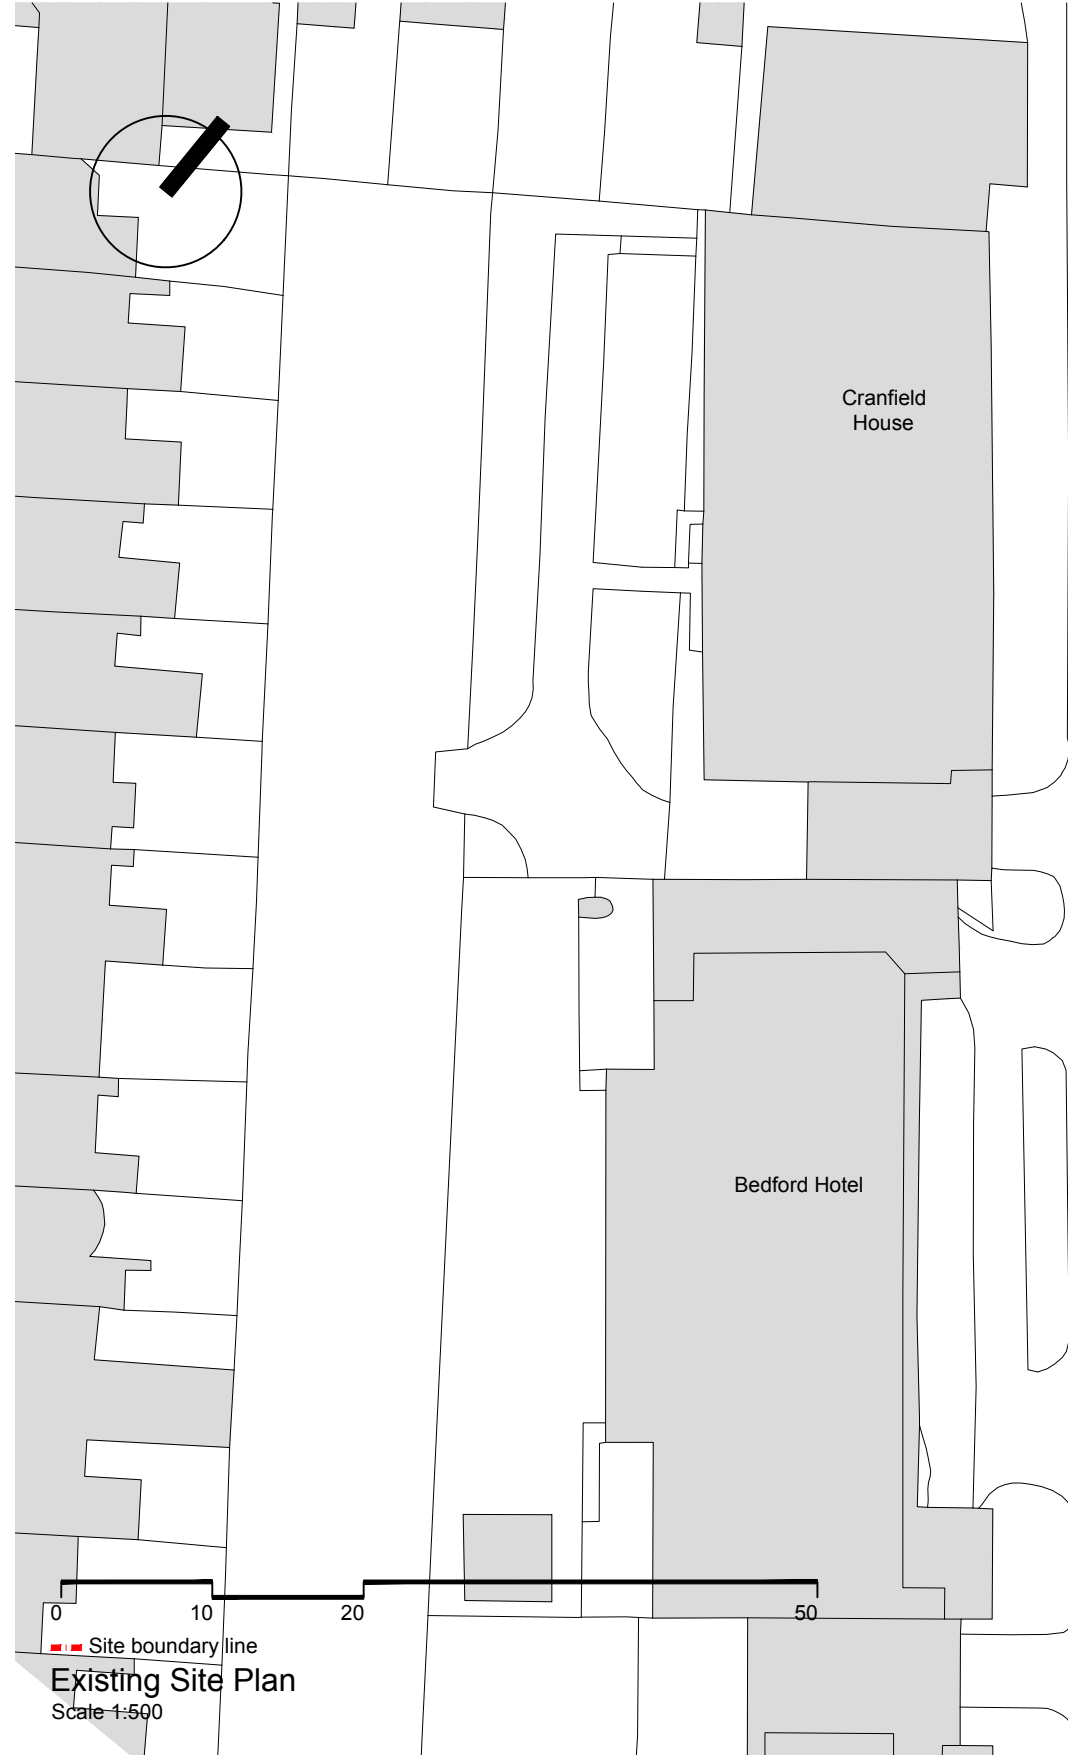 Cranfield
House
Bedford Hotel
0 10 20 50
Site boundary line
Existing Site Plan
Scale 1:500